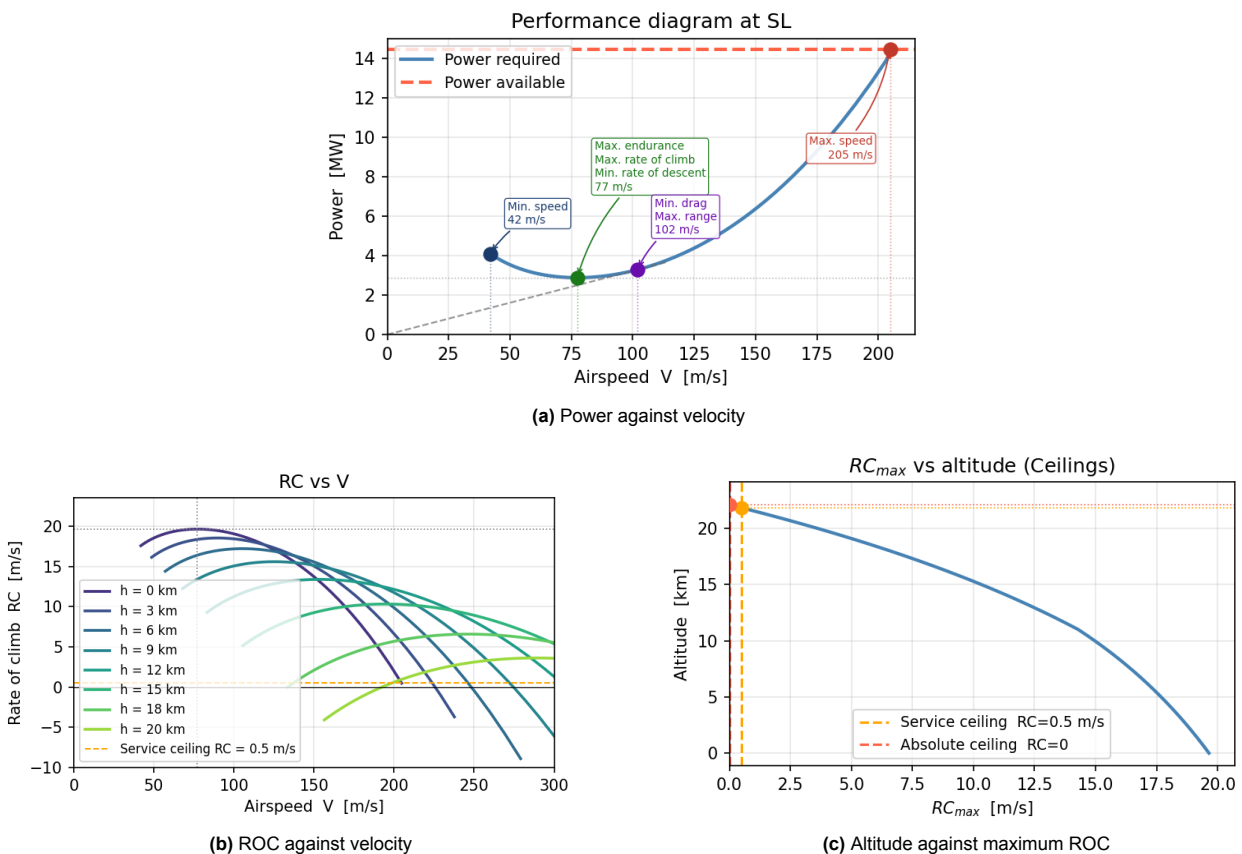 Performance diagram at SL
Power [MW]
14
12
10
8
6
4
2
0
Power required
Power available
Max. endurance
Max. rate of climb
Min. rate of descent
77 m/s
Max. speed
205 m/s
Min. speed
42 m/s
Min. drag
Max. range
102 m/s
0 25 50 75 100 125 150 175 200
Airspeed V [m/s]
(a) Power against velocity
RC vs V
Rate of climb RC [m/s]
20
15
10
5
0
−5
−10
h = 0 km
h = 3 km
h = 6 km
h = 9 km
h = 12 km
h = 15 km
h = 18 km
h = 20 km
Service ceiling RC = 0.5 m/s
0 50 100 150 200 250 300
Airspeed V [m/s]
(b) ROC against velocity
RCmax vs altitude (Ceilings)
Altitude [km]
20
15
10
5
0
Service ceiling RC=0.5 m/s
Absolute ceiling RC=0
0.0 2.5 5.0 7.5 10.0 12.5 15.0 17.5 20.0
RCmax [m/s]
(c) Altitude against maximum ROC